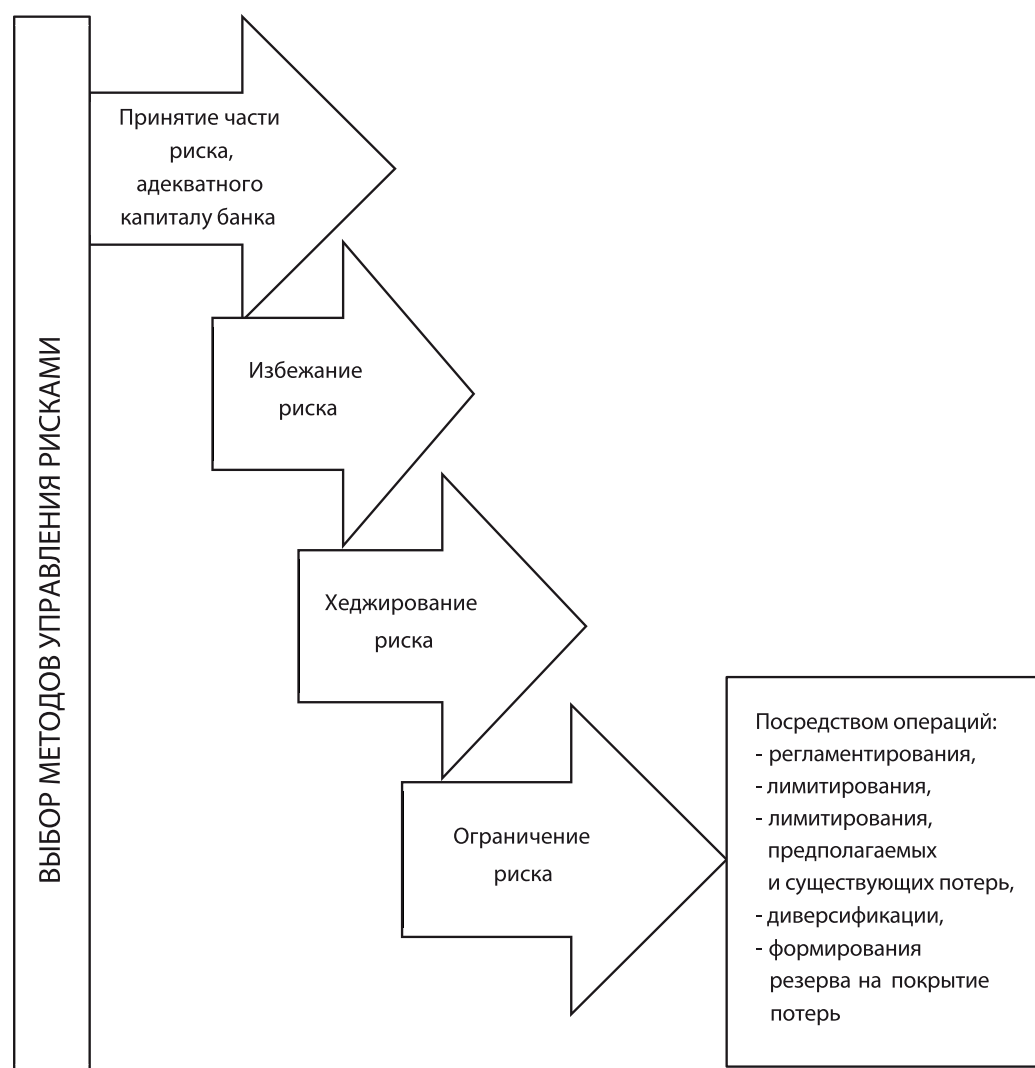 ВЫБОР МЕТОДОВ УПРАВЛЕНИЯ РИСКАМИ
Принятие части
риска,
адекватного
капиталу банка
Избежание
риска
Хеджирование
риска
Ограничение
риска
Посредством операций:
- регламентирования,
- лимитирования,
- лимитирования,
предполагаемых
и существующих потерь,
- диверсификации,
- формирования
резерва на покрытие
потерь